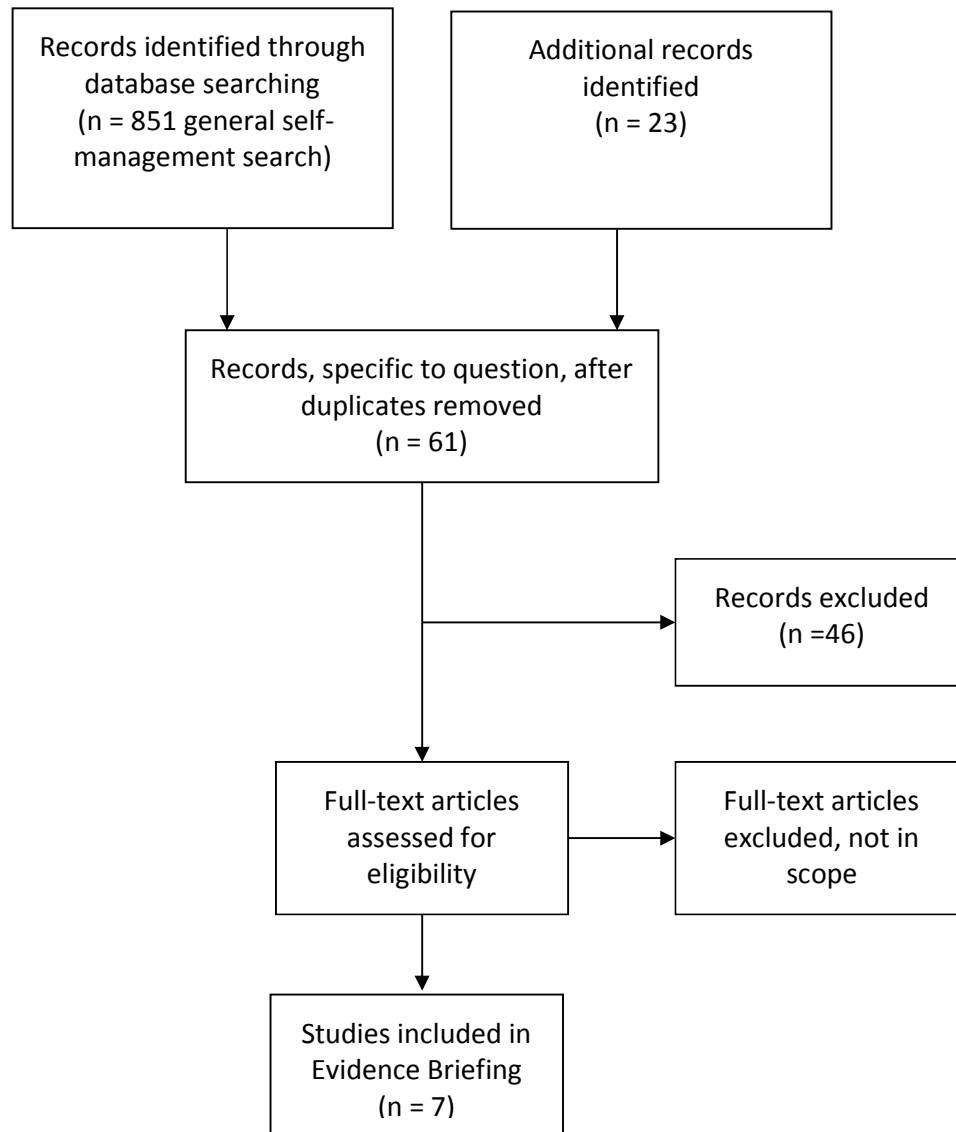 Records identified through
database searching
(n = 851 general self-
management search)
Additional records
identified
(n = 23)
Records, specific to question, after
duplicates removed
(n = 61)
Records excluded
(n =46)
Full-text articles
assessed for
eligibility
Full-text articles
excluded, not in
scope
Studies included in
Evidence Briefing
(n = 7)